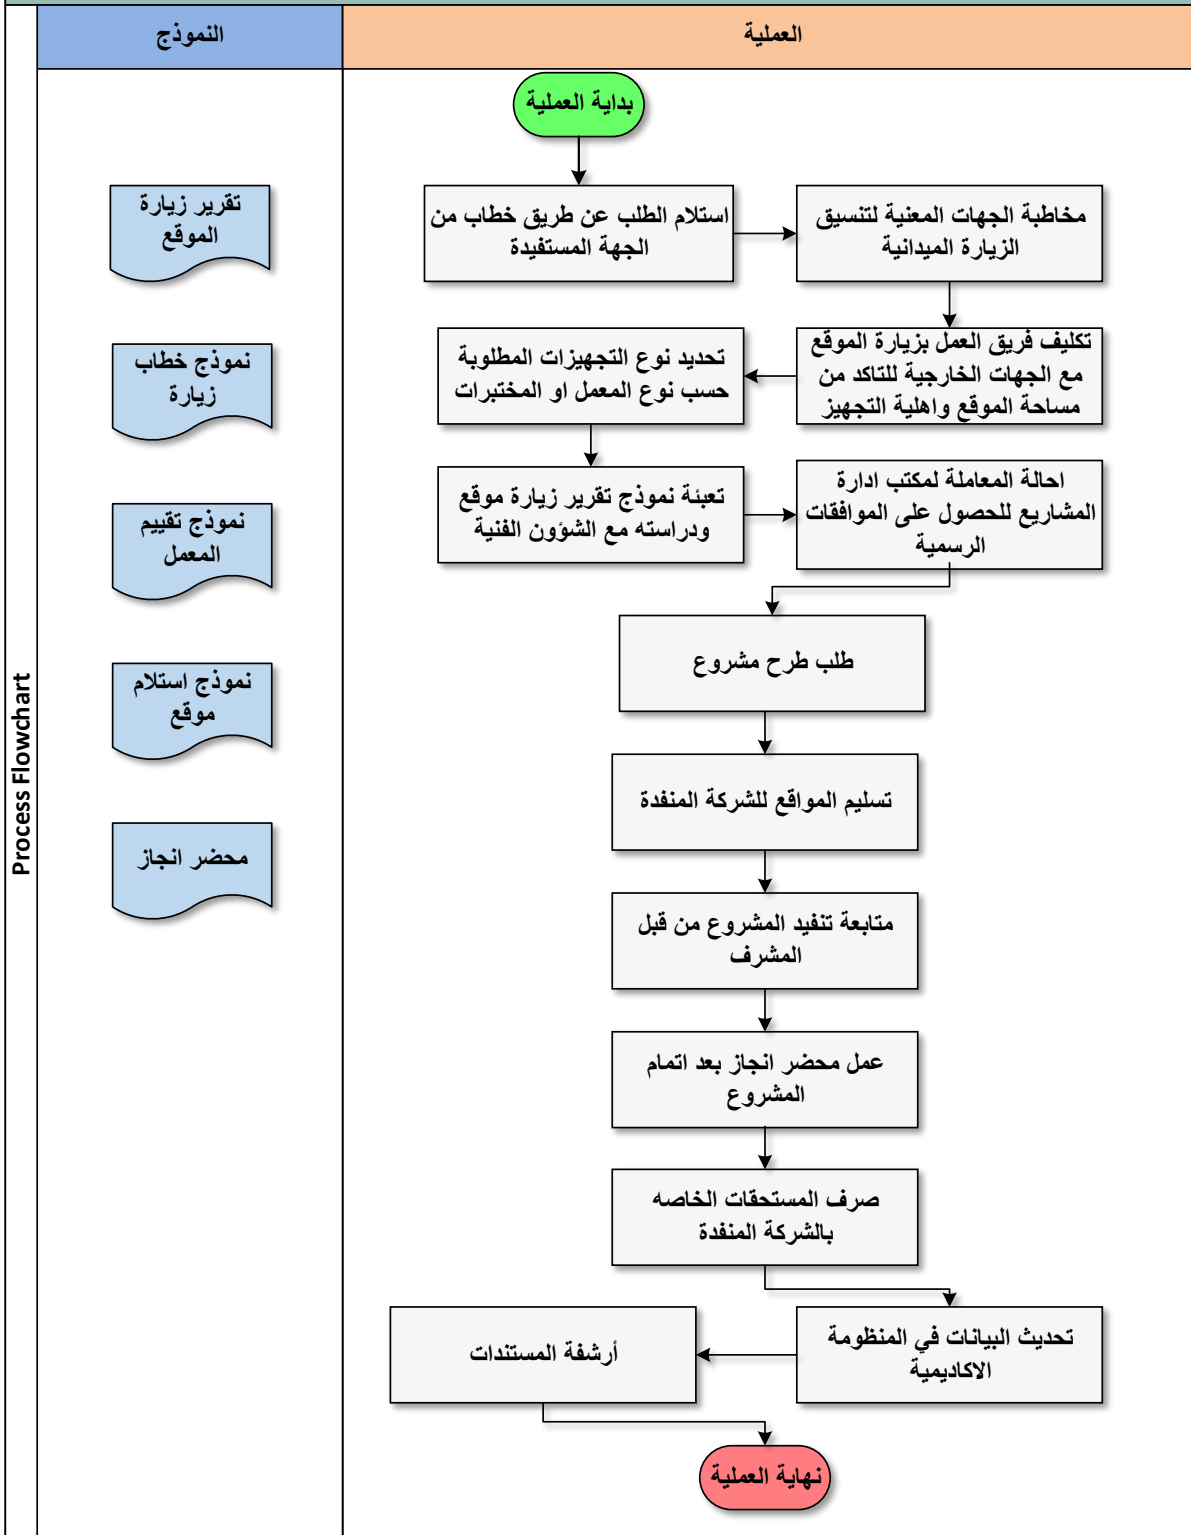 العملية
النموذج
Process Flowchart
بداية العملية
استلام الطلب عن طريق خطاب من
الجهة المستفيدة
مخاطبة الجهات المعنية لتنسيق
الزيارة الميدانية
تكليف فريق العمل بزيارة الموقع
مع الجهات الخارجية للتاكد من
مساحة الموقع واهلية التجهيز
تحديد نوع التجهيزات المطلوبة
حسب نوع المعمل او المختبرات
تعبئة نموذج تقرير زيارة موقع
ودراسته مع الشؤون الفنية
احالة المعاملة لمكتب ادارة
المشاريع للحصول على الموافقات
الرسمية
طلب طرح مشروع
تسليم المواقع للشركة المنفدة
متابعة تنفيد المشروع من قبل
المشرف
عمل محضر انجاز بعد اتمام
المشروع
صرف المستحقات الخاصه
بالشركة المنفدة
تحديث البيانات في المنظومة
الاكاديمية
أرشفة المستندات
نهاية العملية
تقرير زيارة
الموقع
نموذج خطاب
زيارة
نموذج تقييم
المعمل
نموذج استلام
موقع
محضر انجاز